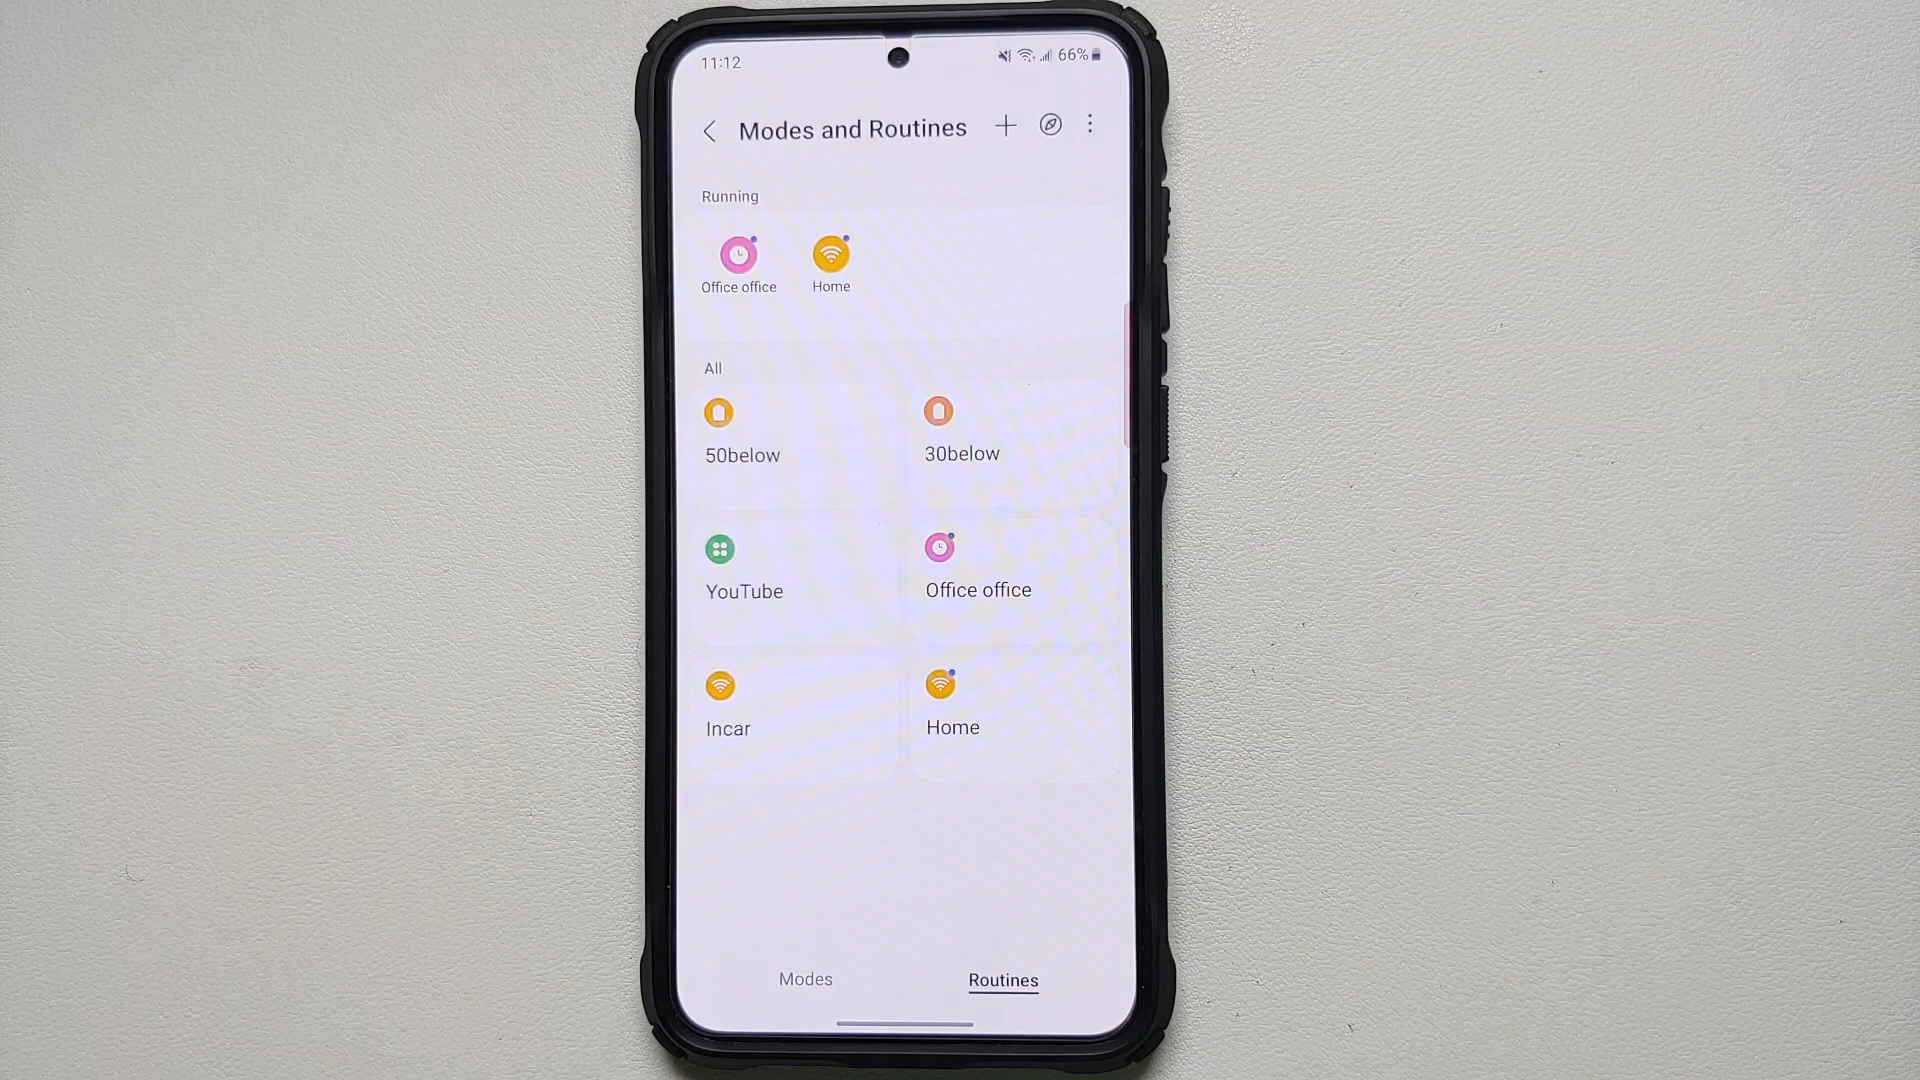 11:12
66%
Modes and Routines
Running
Office office
Home
All
50below
30below
YouTube
Office office
Incar
Home
Modes
Routines